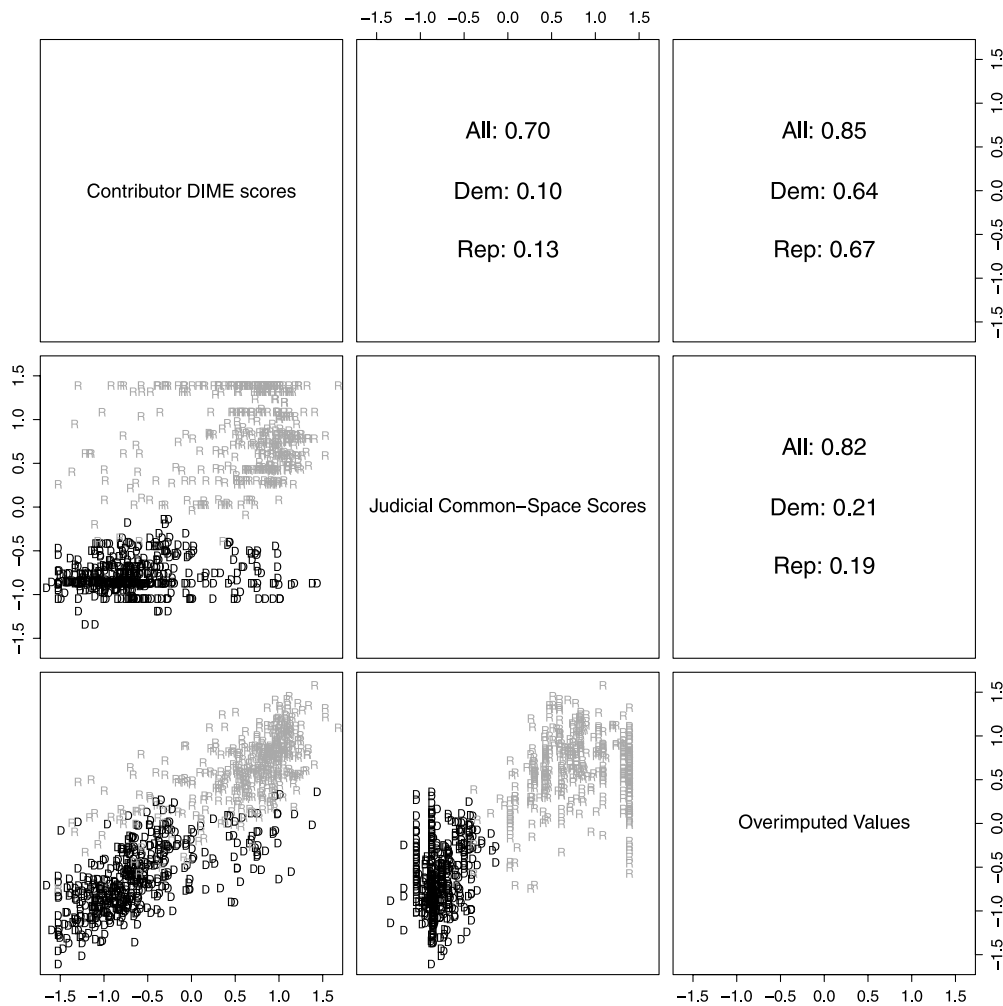 −1.5 −1.0 −0.5 0.0 0.5 1.0 1.5
Contributor DIME scores
All: 0.70
Dem: 0.10
Rep: 0.13
All: 0.85
Dem: 0.64
Rep: 0.67
1.5
1.0
0.5
0.0
−0.5
−1.0
−1.5
1.5
1.0
0.5
0.0
−0.5
−1.0
−1.5
Judicial Common−Space Scores
All: 0.82
Dem: 0.21
Rep: 0.19
Overimputed Values
1.5
1.0
0.5
0.0
−0.5
−1.0
−1.5
−1.5 −1.0 −0.5 0.0 0.5 1.0 1.5
−1.5 −1.0 −0.5 0.0 0.5 1.0 1.5